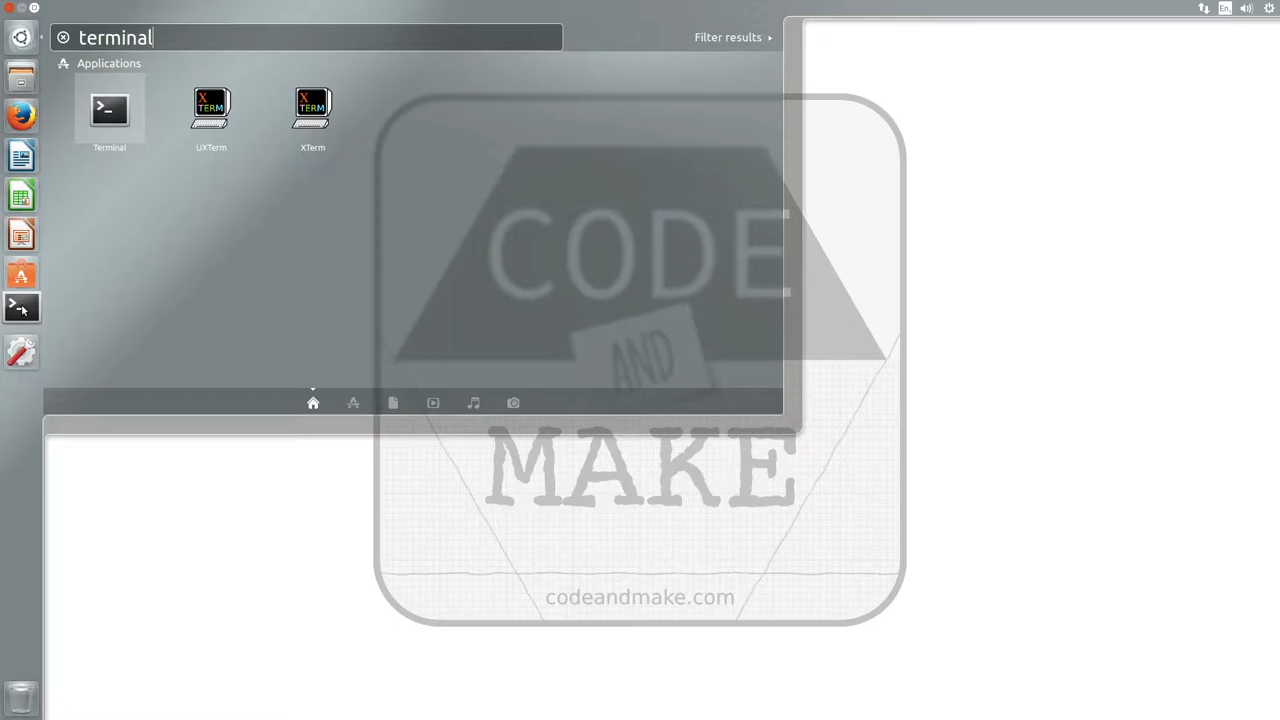 terminal
Filter results
En
Applications
>_
X
TERM
X
TERM
Terminal
UXTerm
XTerm
CODE
AND
MAKE
codeandmake.com
>_